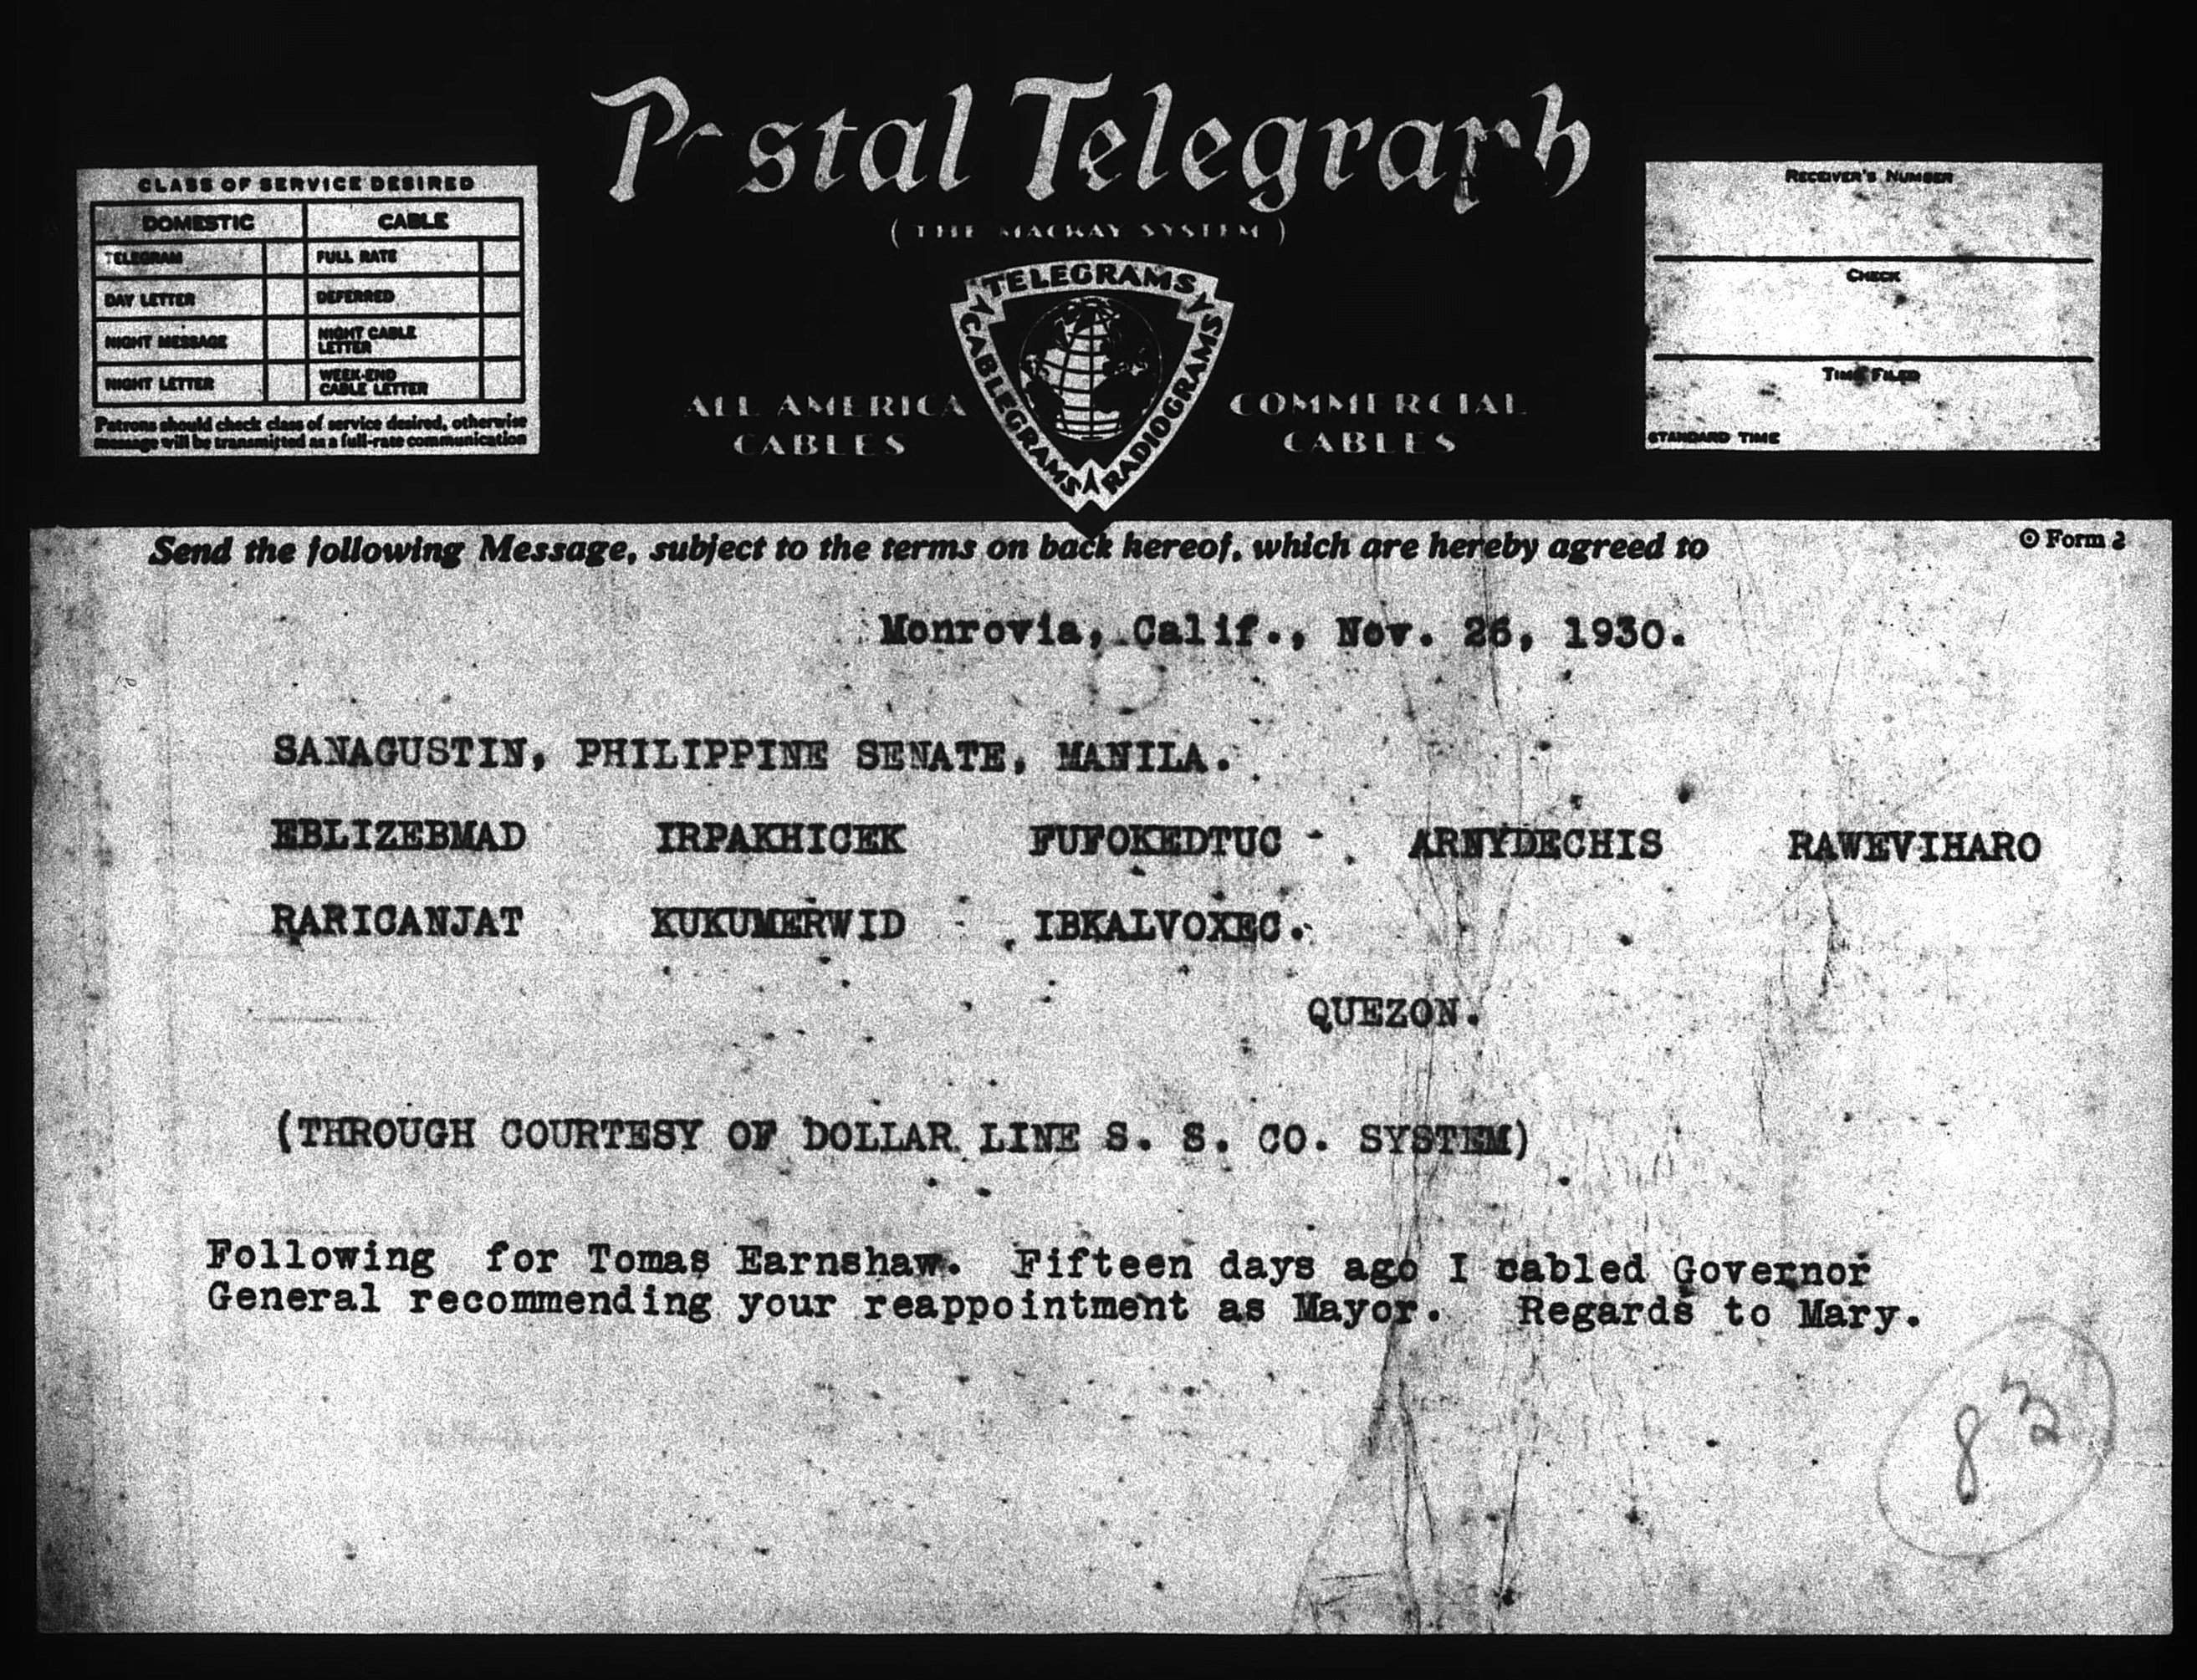 Postal Telegraph
(THE MACKAY SYSTEM)
CLASS OF SERVICE DESIRED
DOMESTIC CABLE
TELEGRAM FULL RATE
DAY LETTER DEFERRED
NIGHT MESSAGE NIGHT CABLE LETTER
NIGHT LETTER WEEK-END CABLE LETTER
Patrons should check class of service desired, otherwise
message will be transmitted as a full-rate communication
TELEGRAMS
CABLEGRAMS
RADIOGRAMS
ALL AMERICA
CABLES
COMMERCIAL
CABLES
RECEIVER'S NUMBER
CHECK
TIME FILED
STANDARD TIME
Send the following Message, subject to the terms on back hereof, which are hereby agreed to
Form 2
Monrovia, Calif., Nov. 26, 1930.
SANAGUSTIN, PHILIPPINE SENATE, MANILA.
EBLIZEBMAD IRPAKHICEK FUFOKEDTUC ARNYDECHIS RAWEVIHARO
RARICANJAT KUKUMERWID IBKALVOXEC.
QUEZON.
(THROUGH COURTESY OF DOLLAR LINE S. S. CO. SYSTEM)
Following for Tomas Earnshaw. Fifteen days ago I cabled Governor
General recommending your reappointment as Mayor. Regards to Mary.